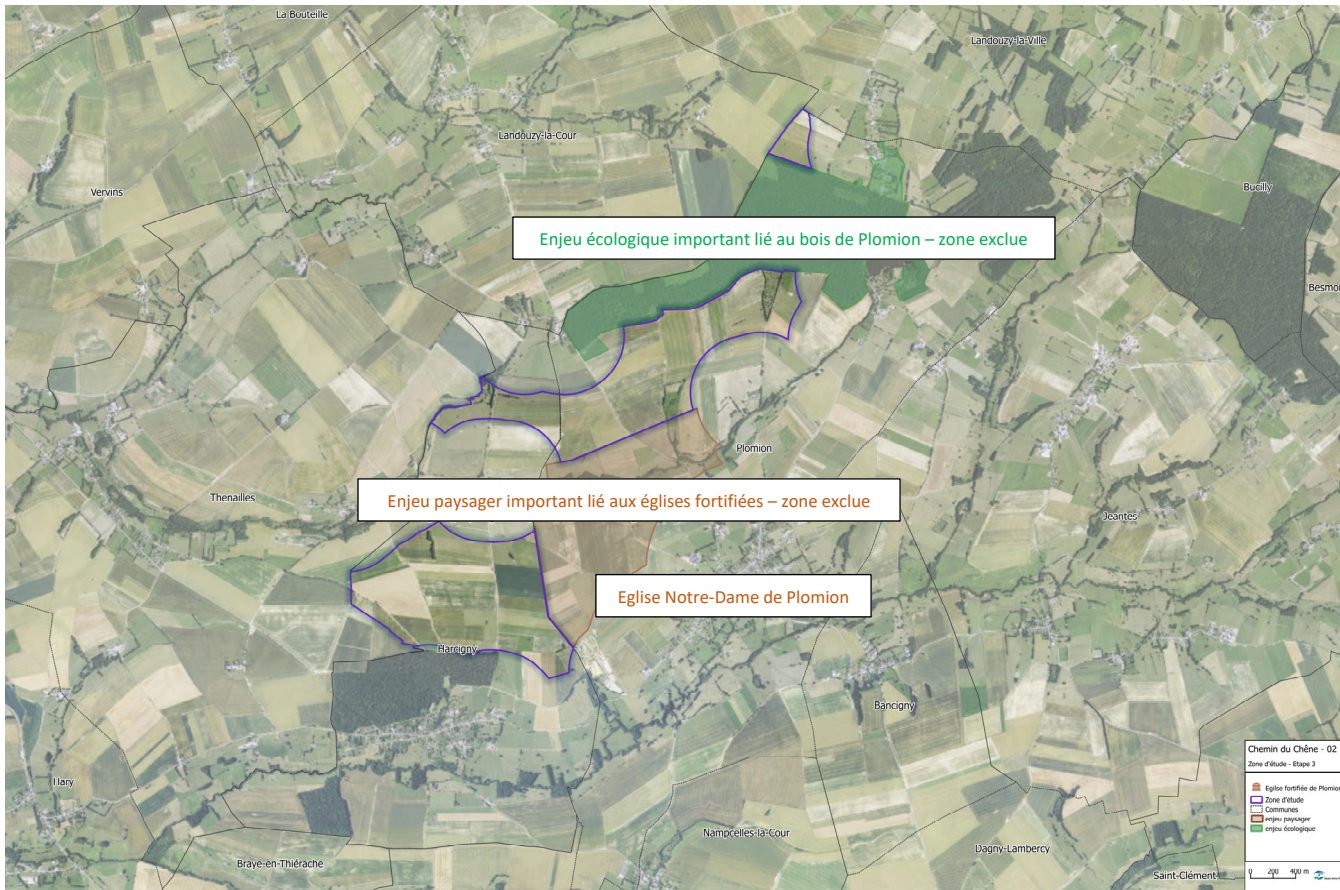 La Bouteille
Landouzy-la-Ville
Landouzy-la-Cour
Vervins
Bucilly
Enjeu écologique important lié au bois de Plomion – zone exclue
Plomion
Thenailles
Enjeu paysager important lié aux églises fortifiées – zone exclue
Jeantes
Eglise Notre-Dame de Plomion
Harcigny
Bancigny
Hary
Nampcelles-la-Cour
Braye-en-Thiérache
Dagny-Lambercy
Saint-Clément
Chemin du Chêne - 02
Zone d'étude - Etape 3
Eglise fortifiée de Plomion
Zone d'étude
Communes
enjeu paysager
enjeu écologique
0 200 400 m